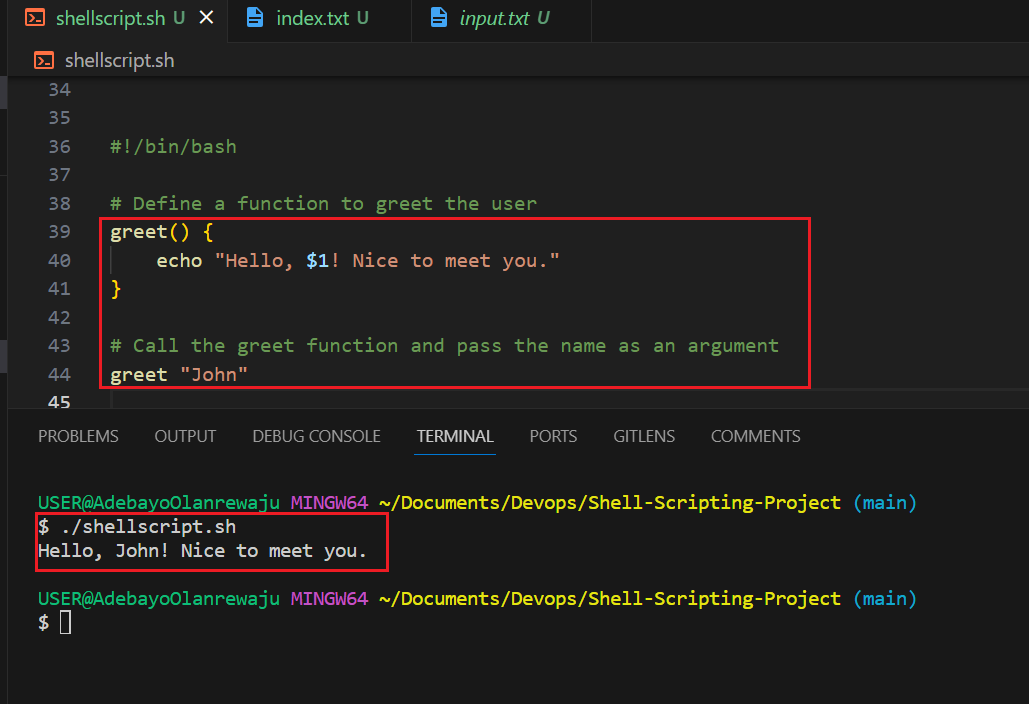 shellscript.sh U
index.txt U
input.txt U
shellscript.sh
34
35
36 #!/bin/bash
37
38 # Define a function to greet the user
39 greet() {
40     echo "Hello, $1! Nice to meet you."
41 }
42
43 # Call the greet function and pass the name as an argument
44 greet "John"
45
PROBLEMS OUTPUT DEBUG CONSOLE TERMINAL PORTS GITLENS COMMENTS
USER@AdebayoOlanrewaju MINGW64 ~/Documents/Devops/Shell-Scripting-Project (main)
$ ./shellscript.sh
Hello, John! Nice to meet you.
USER@AdebayoOlanrewaju MINGW64 ~/Documents/Devops/Shell-Scripting-Project (main)
$